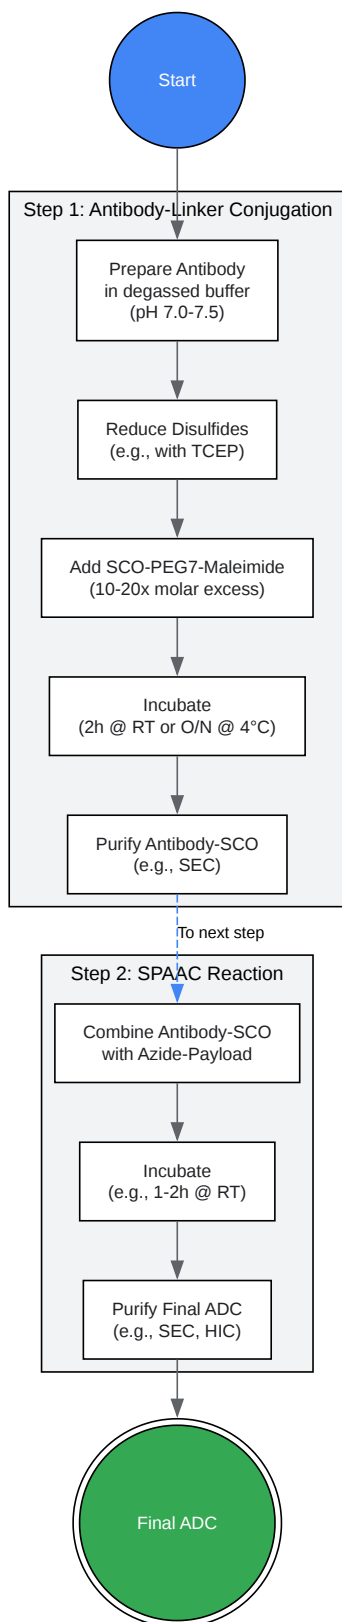 Start
Step 1: Antibody-Linker Conjugation
Prepare Antibody
in degassed buffer
(pH 7.0-7.5)
Reduce Disulfides
(e.g., with TCEP)
Add SCO-PEG7-Maleimide
(10-20x molar excess)
Incubate
(2h @ RT or O/N @ 4°C)
Purify Antibody-SCO
(e.g., SEC)
To next step
Step 2: SPAAC Reaction
Combine Antibody-SCO
with Azide-Payload
Incubate
(e.g., 1-2h @ RT)
Purify Final ADC
(e.g., SEC, HIC)
Final ADC